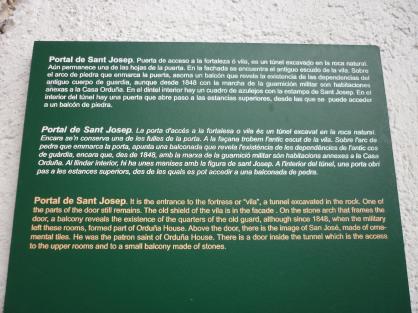 Portal de Sant Josep. Puerta de acceso a la fortaleza ó vila, es un túnel excavado en la roca natural.
Aún permanece una de las hojas de la puerta. En la fachada se encuentra el antiguo escudo de la vila. Sobre
el arco de piedra que enmarca la puerta, asoma un balcón que revela la existencia de las dependencias del
antiguo cuerpo de guardia, aunque desde 1848 con la marcha de la guarnición militar son habitaciones
anexas a la Casa Orduña. En el dintel interior hay un cuadro de azulejos con la estampa de San Josep. En el
interior del túnel hay una puerta que abre paso a las estancias superiores, desde las que se puede acceder
a un balcón de piedra.
Portal de Sant Josep. La porta d'accés a la fortalesa o vila és un túnel excavat en la roca natural.
Encara se'n conserva una de les fulles de la porta. A la façana trobem l'antic escut de la vila. Sobre l'arc de
pedra que emmarca la porta, apunta una balconada que revela l'existència de les dependències de l'antic cos
de guàrdia, encara que, des de 1848, amb la marxa de la guarnició militar són habitacions annexes a la Casa
Orduña. Al llindar interior, hi ha unes manises amb la figura de sant Josep. A l'interior del túnel, una porta obri
pas a les estances superiors, des de les quals es pot accedir a una balconada de pedra.
Portal de Sant Josep. It is the entrance to the fortress or "vila", a tunnel excavated in the rock. One of
the parts of the door still remains. The old shield of the vila is in the facade . On the stone arch that frames the
door, a balcony reveals the existence of the quarters of the old guard, although since 1848, when the military
left these rooms, formed part of Orduña House. Above the door, there is the image of San José, made of orna-
mental tiles. He was the patron saint of Orduña House. There is a door inside the tunnel which is the access
to the upper rooms and to a small balcony made of stones.